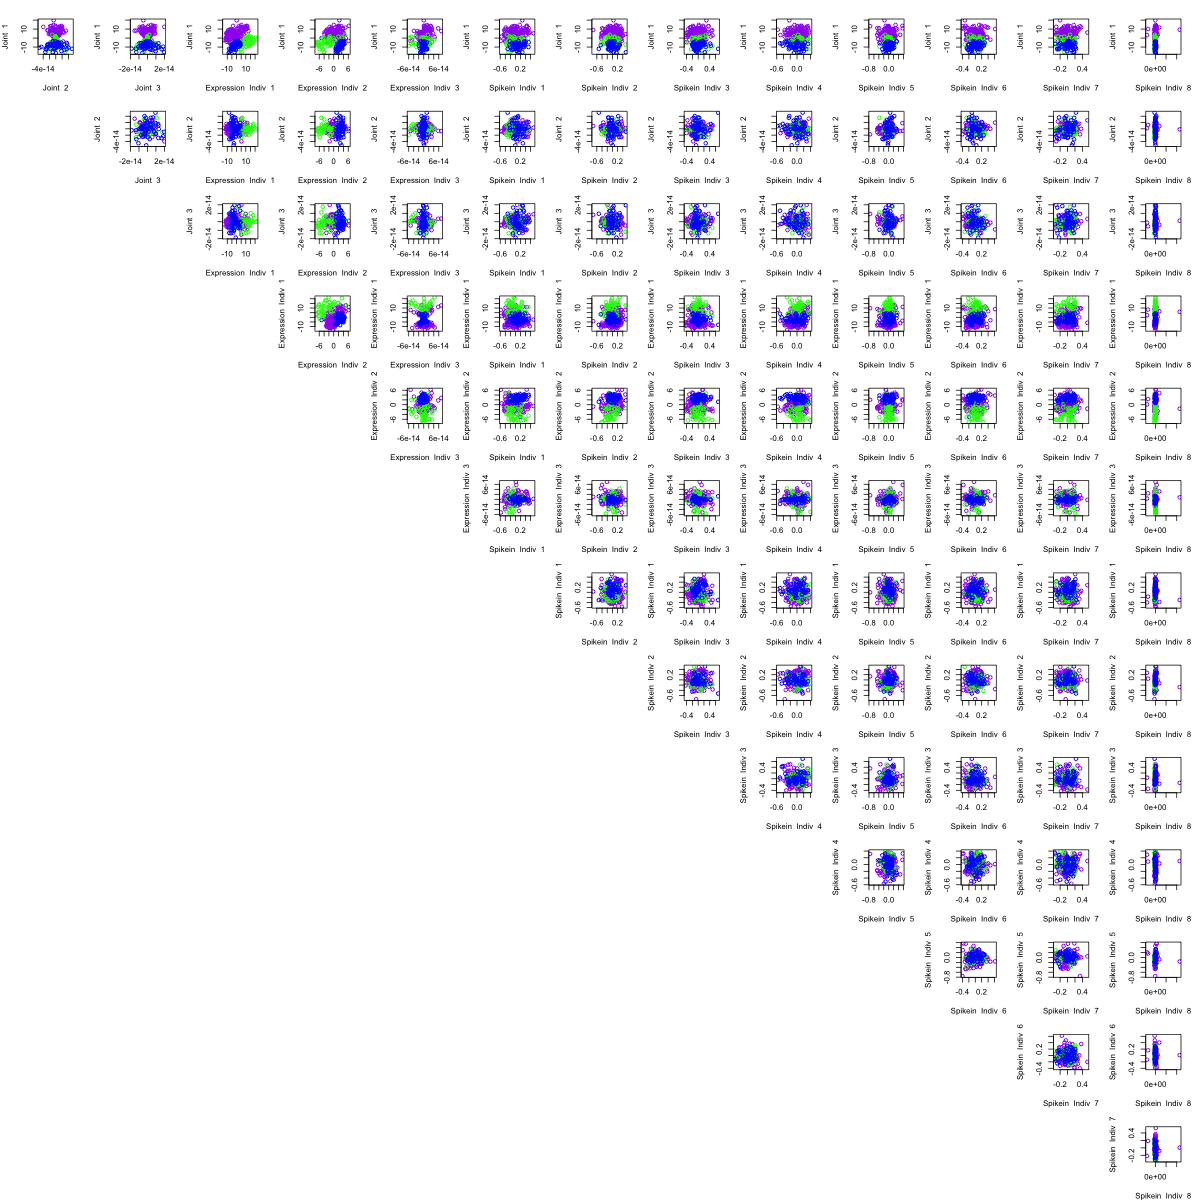 Joint 1 -10 10 Joint 1 -10 10 Joint 1 -10 10 Joint 1 -10 10 Joint 1 -10 10 Joint 1 -10 10 Joint 1 -10 10 Joint 1 -10 10 Joint 1 -10 10 Joint 1 -10 10 Joint 1 -10 10 Joint 1 -10 10 Joint 1 -10 10
-4e-14 -2e-14 2e-14 -10 10 -6 0 6 -6e-14 6e-14 -0.6 0.2 -0.6 0.2 -0.4 0.4 -0.6 0.0 -0.8 0.0 -0.4 0.2 -0.2 0.4 0e+00
Joint 2 Joint 3 Expression Indiv 1 Expression Indiv 2 Expression Indiv 3 Spikein Indiv 1 Spikein Indiv 2 Spikein Indiv 3 Spikein Indiv 4 Spikein Indiv 5 Spikein Indiv 6 Spikein Indiv 7 Spikein Indiv 8
Joint 2 -4e-14 Joint 2 -4e-14 Joint 2 -4e-14 Joint 2 -4e-14 Joint 2 -4e-14 Joint 2 -4e-14 Joint 2 -4e-14 Joint 2 -4e-14 Joint 2 -4e-14 Joint 2 -4e-14 Joint 2 -4e-14 Joint 2 -4e-14
-2e-14 2e-14 -10 10 -6 0 6 -6e-14 6e-14 -0.6 0.2 -0.6 0.2 -0.4 0.4 -0.6 0.0 -0.8 0.0 -0.4 0.2 -0.2 0.4 0e+00
Joint 3 Expression Indiv 1 Expression Indiv 2 Expression Indiv 3 Spikein Indiv 1 Spikein Indiv 2 Spikein Indiv 3 Spikein Indiv 4 Spikein Indiv 5 Spikein Indiv 6 Spikein Indiv 7 Spikein Indiv 8
Joint 3 -2e-14 2e-14 Joint 3 -2e-14 2e-14 Joint 3 -2e-14 2e-14 Joint 3 -2e-14 2e-14 Joint 3 -2e-14 2e-14 Joint 3 -2e-14 2e-14 Joint 3 -2e-14 2e-14 Joint 3 -2e-14 2e-14 Joint 3 -2e-14 2e-14 Joint 3 -2e-14 2e-14 Joint 3 -2e-14 2e-14
-10 10 -6 0 6 -6e-14 6e-14 -0.6 0.2 -0.6 0.2 -0.4 0.4 -0.6 0.0 -0.8 0.0 -0.4 0.2 -0.2 0.4 0e+00
Expression Indiv 1 Expression Indiv 2 Expression Indiv 3 Spikein Indiv 1 Spikein Indiv 2 Spikein Indiv 3 Spikein Indiv 4 Spikein Indiv 5 Spikein Indiv 6 Spikein Indiv 7 Spikein Indiv 8
Expression Indiv 1 -10 10 Expression Indiv 1 -10 10 Expression Indiv 1 -10 10 Expression Indiv 1 -10 10 Expression Indiv 1 -10 10 Expression Indiv 1 -10 10 Expression Indiv 1 -10 10 Expression Indiv 1 -10 10 Expression Indiv 1 -10 10 Expression Indiv 1 -10 10
-6 0 6 -6e-14 6e-14 -0.6 0.2 -0.6 0.2 -0.4 0.4 -0.6 0.0 -0.8 0.0 -0.4 0.2 -0.2 0.4 0e+00
Expression Indiv 2 Expression Indiv 3 Spikein Indiv 1 Spikein Indiv 2 Spikein Indiv 3 Spikein Indiv 4 Spikein Indiv 5 Spikein Indiv 6 Spikein Indiv 7 Spikein Indiv 8
Expression Indiv 2 -6 0 6 Expression Indiv 2 -6 0 6 Expression Indiv 2 -6 0 6 Expression Indiv 2 -6 0 6 Expression Indiv 2 -6 0 6 Expression Indiv 2 -6 0 6 Expression Indiv 2 -6 0 6 Expression Indiv 2 -6 0 6 Expression Indiv 2 -6 0 6
-6e-14 6e-14 -0.6 0.2 -0.6 0.2 -0.4 0.4 -0.6 0.0 -0.8 0.0 -0.4 0.2 -0.2 0.4 0e+00
Expression Indiv 3 Spikein Indiv 1 Spikein Indiv 2 Spikein Indiv 3 Spikein Indiv 4 Spikein Indiv 5 Spikein Indiv 6 Spikein Indiv 7 Spikein Indiv 8
Expression Indiv 3 -6e-14 6e-14 Expression Indiv 3 -6e-14 6e-14 Expression Indiv 3 -6e-14 6e-14 Expression Indiv 3 -6e-14 6e-14 Expression Indiv 3 -6e-14 6e-14 Expression Indiv 3 -6e-14 6e-14 Expression Indiv 3 -6e-14 6e-14 Expression Indiv 3 -6e-14 6e-14
-0.6 0.2 -0.6 0.2 -0.4 0.4 -0.6 0.0 -0.8 0.0 -0.4 0.2 -0.2 0.4 0e+00
Spikein Indiv 1 Spikein Indiv 2 Spikein Indiv 3 Spikein Indiv 4 Spikein Indiv 5 Spikein Indiv 6 Spikein Indiv 7 Spikein Indiv 8
Spikein Indiv 1 -0.6 0.2 Spikein Indiv 1 -0.6 0.2 Spikein Indiv 1 -0.6 0.2 Spikein Indiv 1 -0.6 0.2 Spikein Indiv 1 -0.6 0.2 Spikein Indiv 1 -0.6 0.2 Spikein Indiv 1 -0.6 0.2
-0.6 0.2 -0.4 0.4 -0.6 0.0 -0.8 0.0 -0.4 0.2 -0.2 0.4 0e+00
Spikein Indiv 2 Spikein Indiv 3 Spikein Indiv 4 Spikein Indiv 5 Spikein Indiv 6 Spikein Indiv 7 Spikein Indiv 8
Spikein Indiv 2 -0.6 0.2 Spikein Indiv 2 -0.6 0.2 Spikein Indiv 2 -0.6 0.2 Spikein Indiv 2 -0.6 0.2 Spikein Indiv 2 -0.6 0.2 Spikein Indiv 2 -0.6 0.2
-0.4 0.4 -0.6 0.0 -0.8 0.0 -0.4 0.2 -0.2 0.4 0e+00
Spikein Indiv 3 Spikein Indiv 4 Spikein Indiv 5 Spikein Indiv 6 Spikein Indiv 7 Spikein Indiv 8
Spikein Indiv 3 -0.4 0.4 Spikein Indiv 3 -0.4 0.4 Spikein Indiv 3 -0.4 0.4 Spikein Indiv 3 -0.4 0.4 Spikein Indiv 3 -0.4 0.4
-0.6 0.0 -0.8 0.0 -0.4 0.2 -0.2 0.4 0e+00
Spikein Indiv 4 Spikein Indiv 5 Spikein Indiv 6 Spikein Indiv 7 Spikein Indiv 8
Spikein Indiv 4 -0.6 0.0 Spikein Indiv 4 -0.6 0.0 Spikein Indiv 4 -0.6 0.0 Spikein Indiv 4 -0.6 0.0
-0.8 0.0 -0.4 0.2 -0.2 0.4 0e+00
Spikein Indiv 5 Spikein Indiv 6 Spikein Indiv 7 Spikein Indiv 8
Spikein Indiv 5 -0.8 0.0 Spikein Indiv 5 -0.8 0.0 Spikein Indiv 5 -0.8 0.0
-0.4 0.2 -0.2 0.4 0e+00
Spikein Indiv 6 Spikein Indiv 7 Spikein Indiv 8
Spikein Indiv 6 -0.4 0.2 Spikein Indiv 6 -0.4 0.2
-0.2 0.4 0e+00
Spikein Indiv 7 Spikein Indiv 8
Spikein Indiv 7 -0.2 0.4
0e+00
Spikein Indiv 8